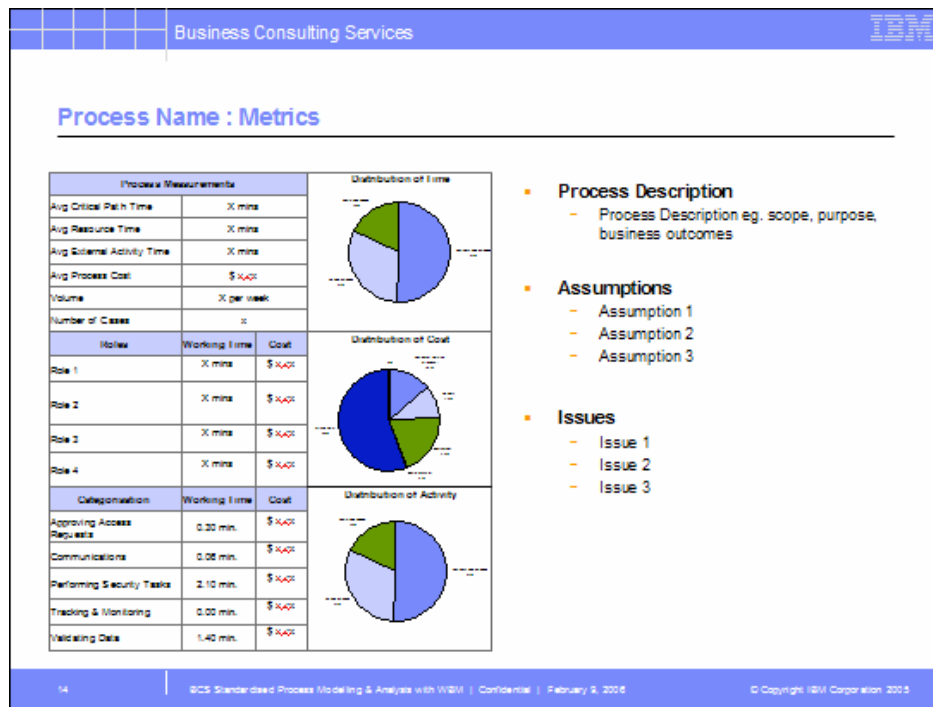 Business Consulting Services
IBM
Process Name : Metrics
Process Measurements
Avg Critical Path Time X mins
Avg Resource Time X mins
Avg External Activity Time X mins
Avg Process Cost $ x,xx
Volume X per week
Number of Cases x
Roles Working Time Cost
Role 1 X mins $ x,xx
Role 2 X mins $ x,xx
Role 3 X mins $ x,xx
Role 4 X mins $ x,xx
Categorisation Working Time Cost
Approving Access
Requests 0.30 min. $ x,xx
Communications 0.06 min. $ x,xx
Performing Security Tasks 2.10 min. $ x,xx
Tracking & Monitoring 0.00 min. $ x,xx
Validating Data 1.40 min. $ x,xx
Distribution of Time
Distribution of Cost
Distribution of Activity
Process Description
– Process Description eg. scope, purpose,
business outcomes
Assumptions
– Assumption 1
– Assumption 2
– Assumption 3
Issues
– Issue 1
– Issue 2
– Issue 3
14
BCS Standardised Process Modelling & Analysis with WBM | Confidential | February 9, 2006
© Copyright IBM Corporation 2005